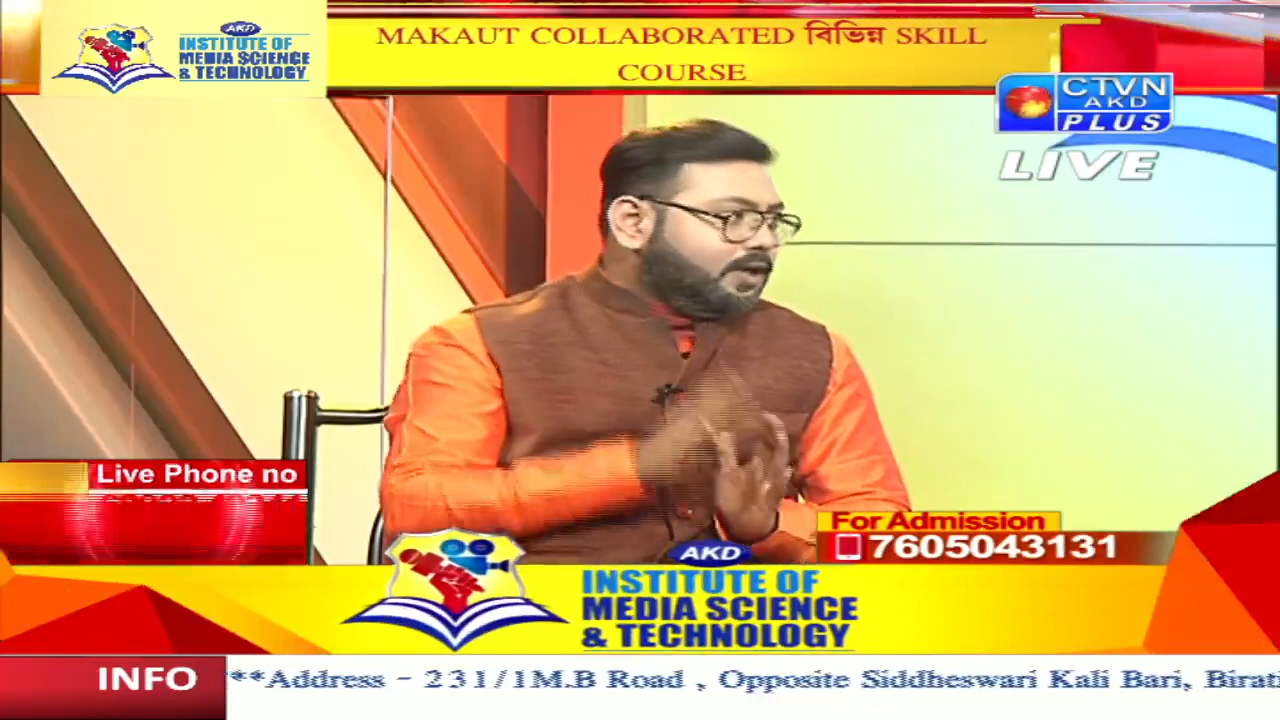 AKD
INSTITUTE OF
MEDIA SCIENCE
& TECHNOLOGY
MAKAUT COLLABORATED বিভিন্ন SKILL
COURSE
CTVN
AKD
PLUS
LIVE
Live Phone no
For Admission
7605043131
AKD
INSTITUTE OF
MEDIA SCIENCE
& TECHNOLOGY
INFO
**Address - 231/1M.B Road , Opposite Siddheswari Kali Bari, Birati